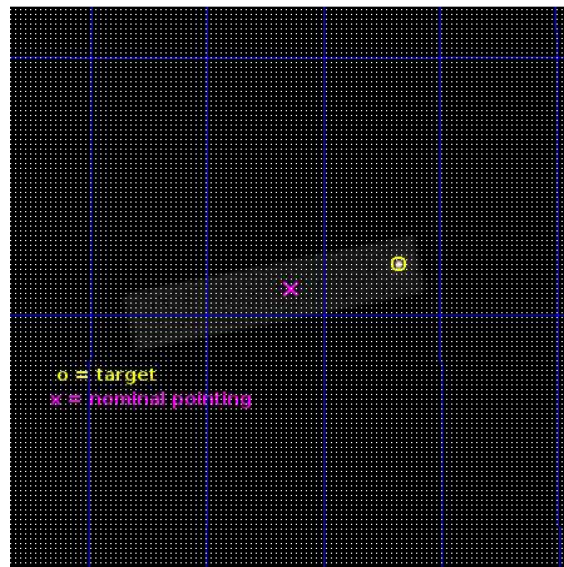 o = target
x = nominal pointing